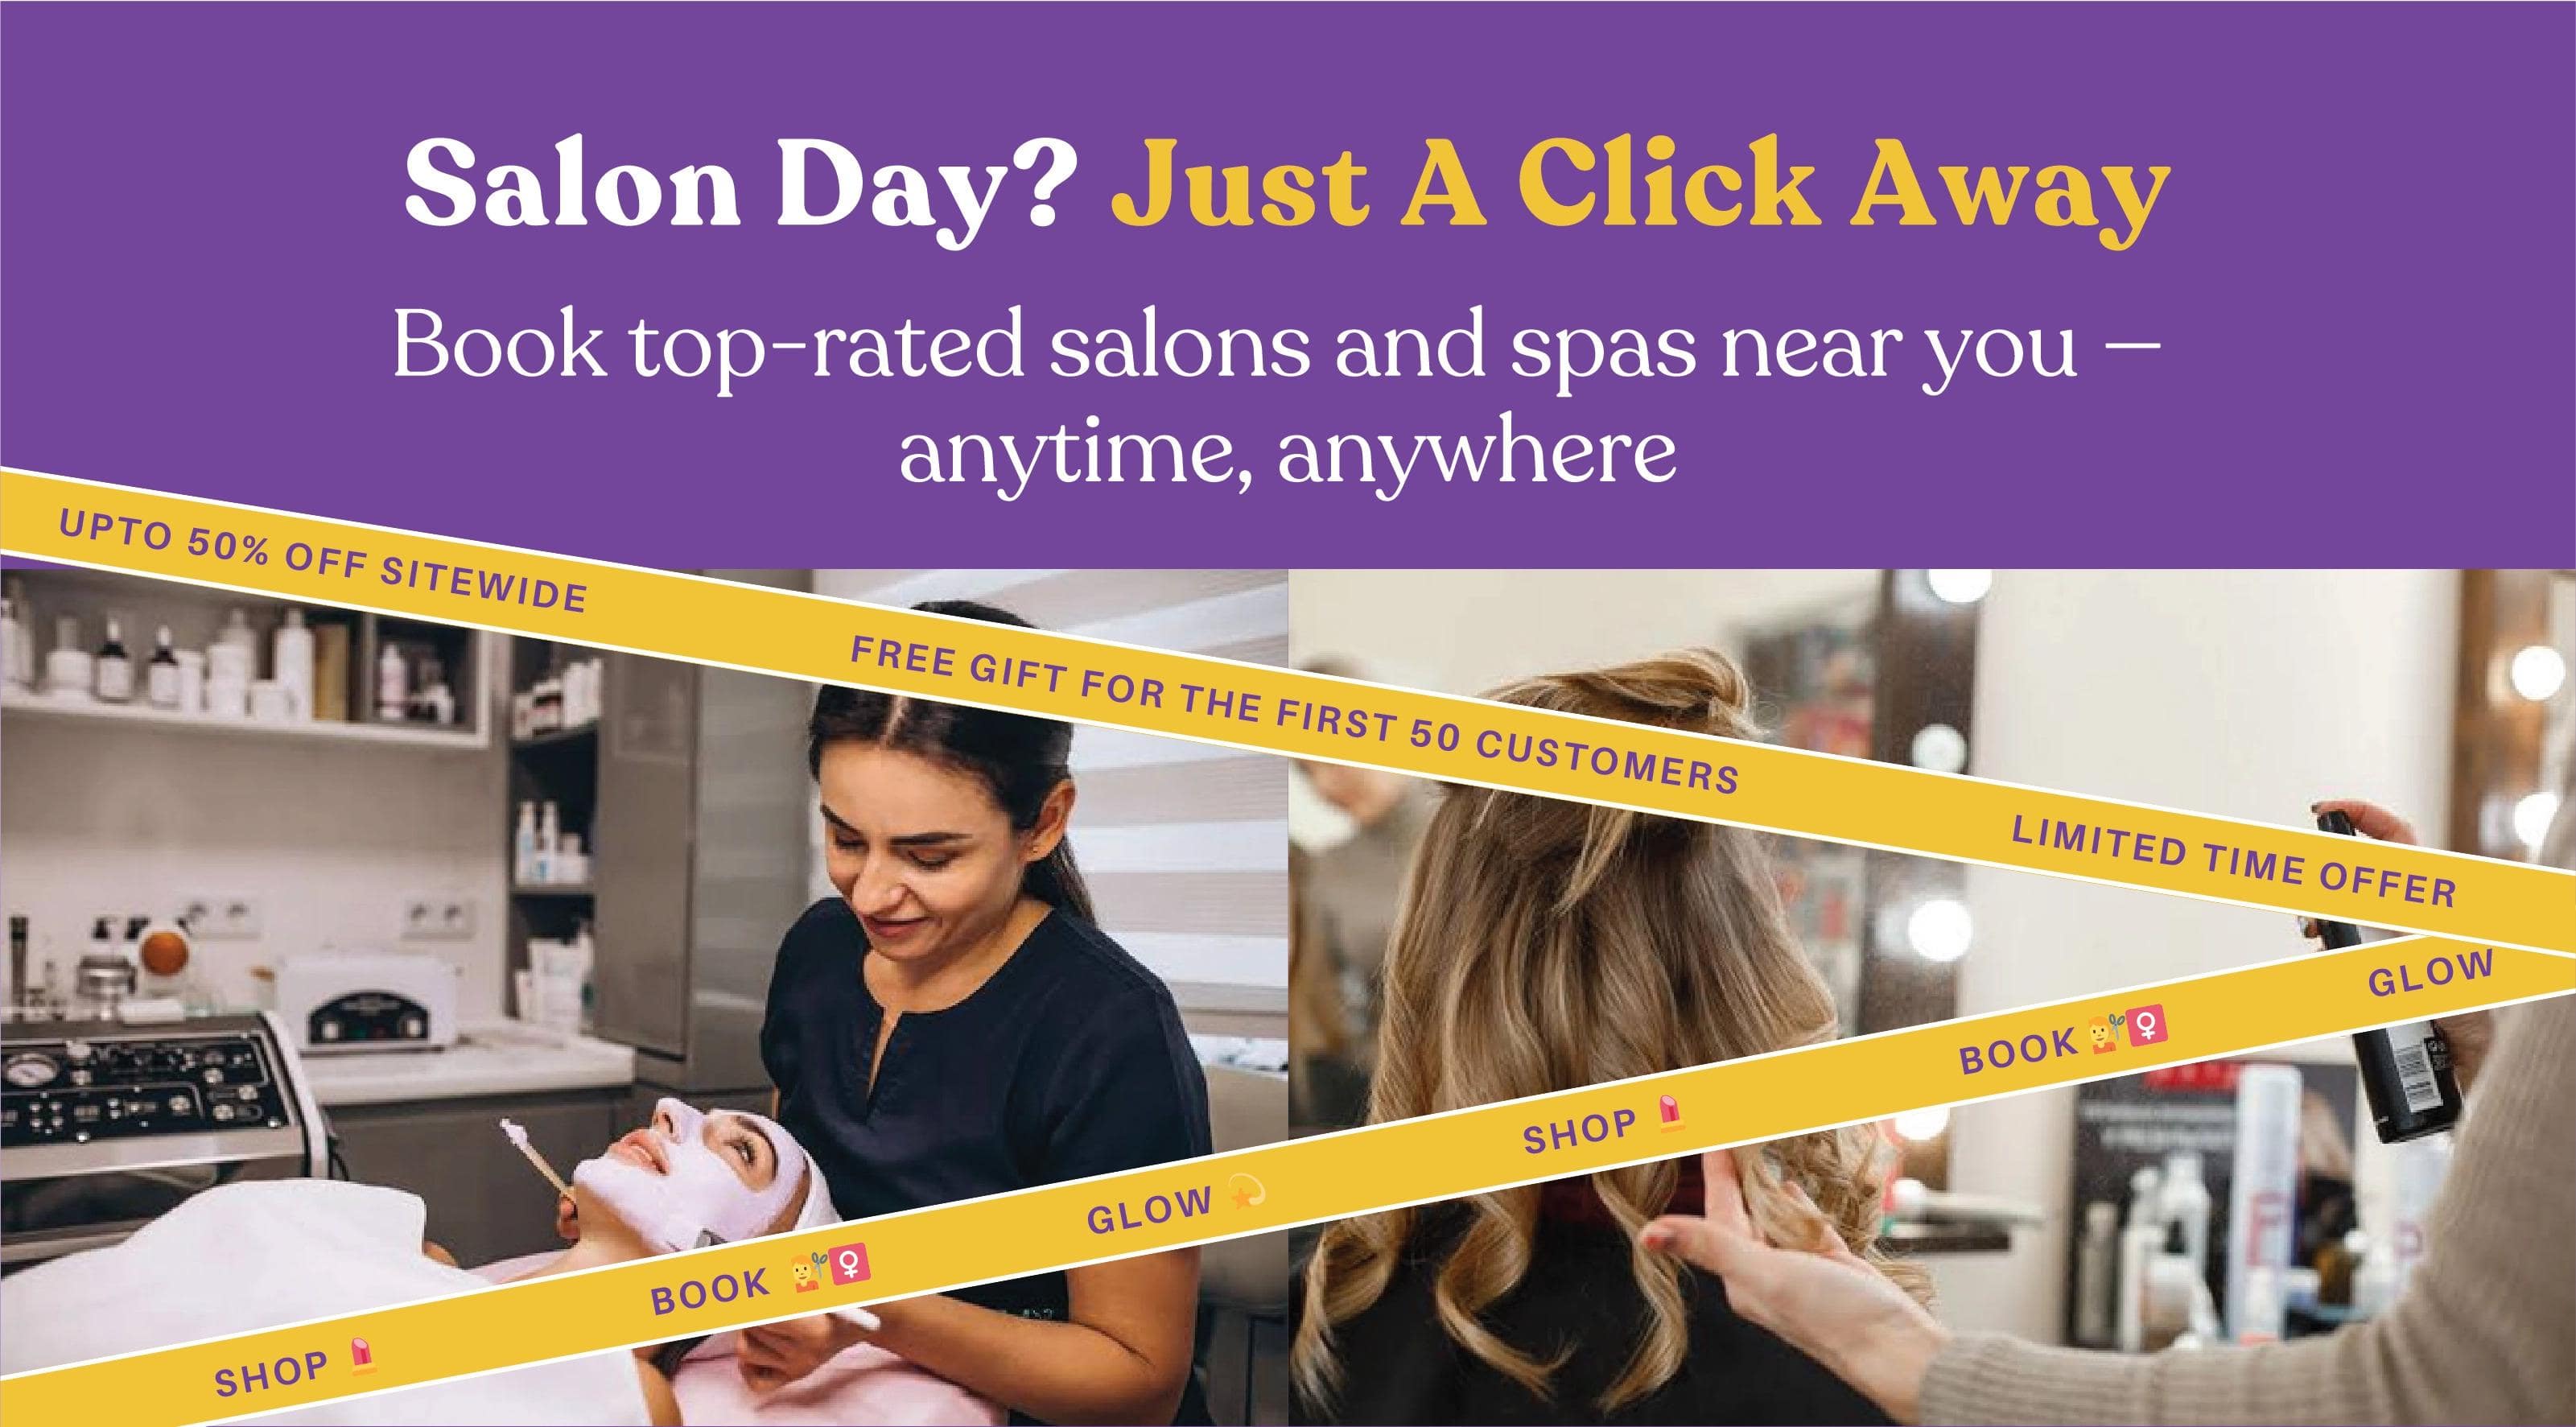 Salon Day? Just A Click Away
Book top-rated salons and spas near you –
anytime, anywhere
UPTO 50% OFF SITEWIDE
FREE GIFT FOR THE FIRST 50 CUSTOMERS
LIMITED TIME OFFER
SHOP 💄
BOOK 💇‍♀️
GLOW 💫
SHOP 💄
BOOK 💇‍♀️
GLOW